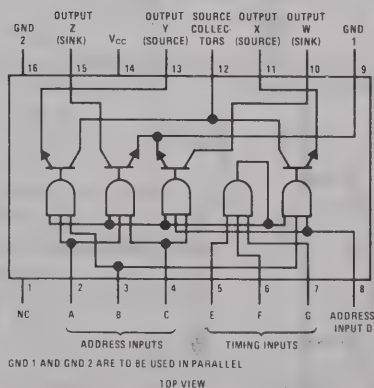 OUTPUT OUTPUT SOURCE OUTPUT OUTPUT
GND Z Y COLLEC- X W GND
2 (SINK) VCC (SOURCE) TORS (SOURCE) (SINK) 1
16 15 14 13 12 11 10 9
1 2 3 4 5 6 7 8
NC A B C E F G ADDRESS
INPUT D
ADDRESS INPUTS TIMING INPUTS
GND 1 AND GND 2 ARE TO BE USED IN PARALLEL
TOP VIEW